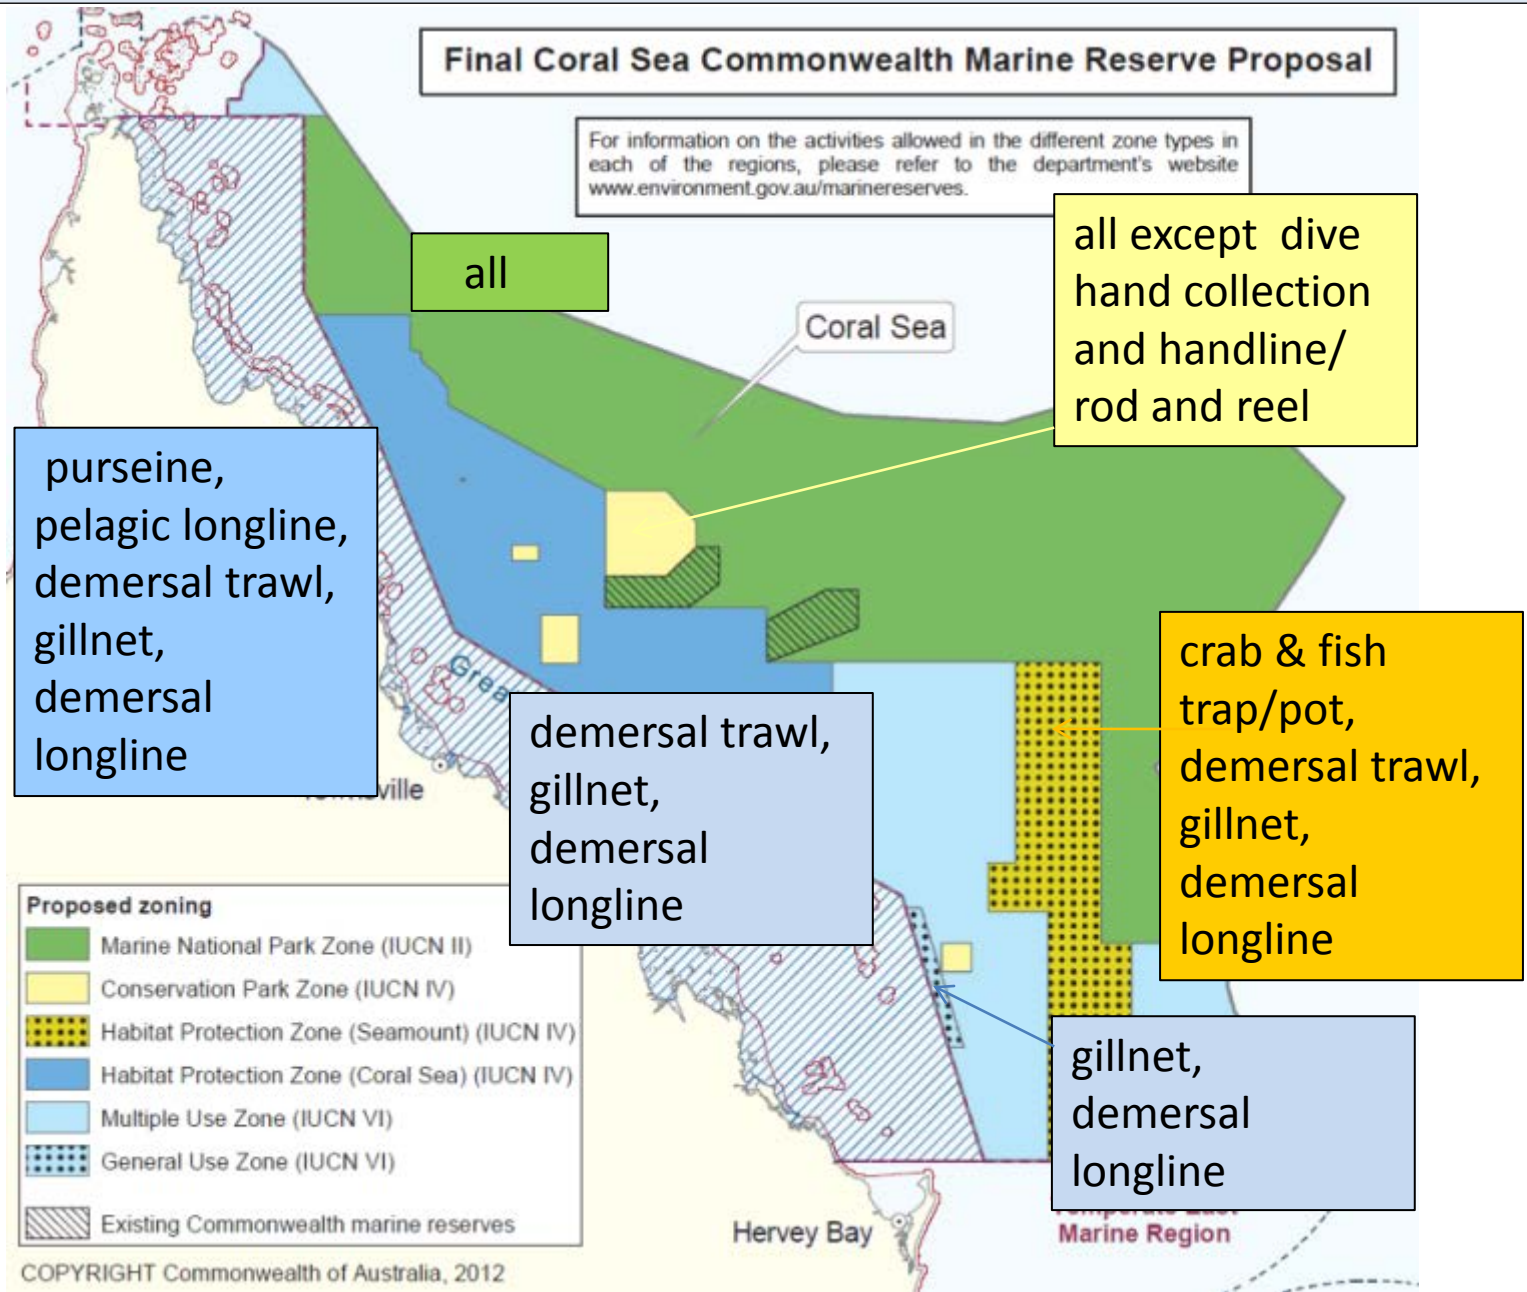 Final Coral Sea Commonwealth Marine Reserve Proposal
For information on the activities allowed in the different zone types in
each of the regions, please refer to the department's website
www.environment.gov.au/marinereserves.
all
all except dive
hand collection
and handline/
rod and reel
Coral Sea
purseine,
pelagic longline,
demersal trawl,
gillnet,
demersal
longline
Grea
demersal trawl,
gillnet,
demersal
longline
crab & fish
trap/pot,
demersal trawl,
gillnet,
demersal
longline
Proposed zoning
Marine National Park Zone (IUCN II)
Conservation Park Zone (IUCN IV)
Habitat Protection Zone (Seamount) (IUCN IV)
Habitat Protection Zone (Coral Sea) (IUCN IV)
Multiple Use Zone (IUCN VI)
General Use Zone (IUCN VI)
Existing Commonwealth marine reserves
gillnet,
demersal
longline
Hervey Bay
Marine Region
COPYRIGHT Commonwealth of Australia, 2012